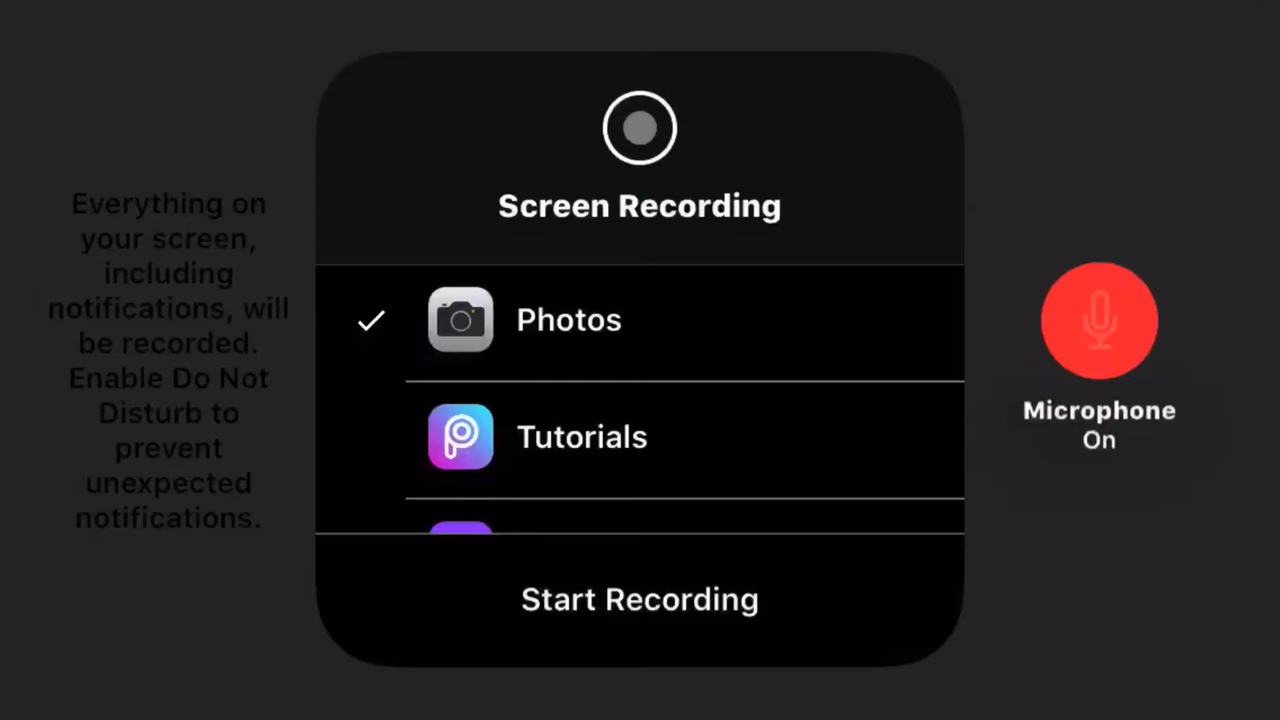 Screen Recording
Everything on
your screen,
including
notifications, will
be recorded.
Enable Do Not
Disturb to
prevent
unexpected
notifications.
Photos
Tutorials
Start Recording
Microphone
On